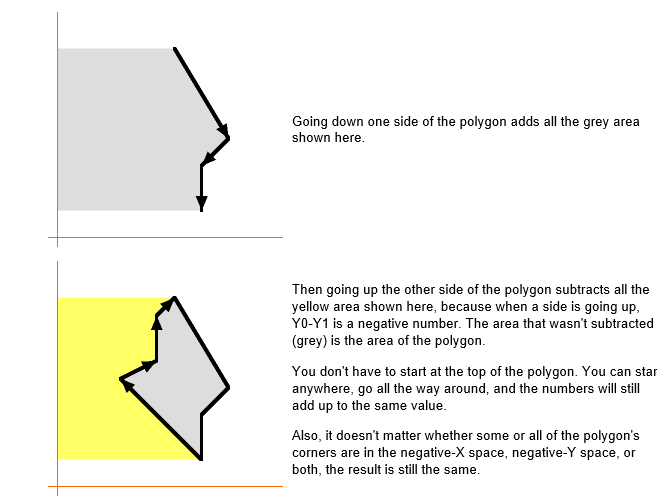 Going down one side of the polygon adds all the grey area
shown here.
Then going up the other side of the polygon subtracts all the
yellow area shown here, because when a side is going up,
Y0-Y1 is a negative number. The area that wasn't subtracted
(grey) is the area of the polygon.
You don't have to start at the top of the polygon. You can star
anywhere, go all the way around, and the numbers will still
add up to the same value.
Also, it doesn't matter whether some or all of the polygon's
corners are in the negative-X space, negative-Y space, or
both, the result is still the same.